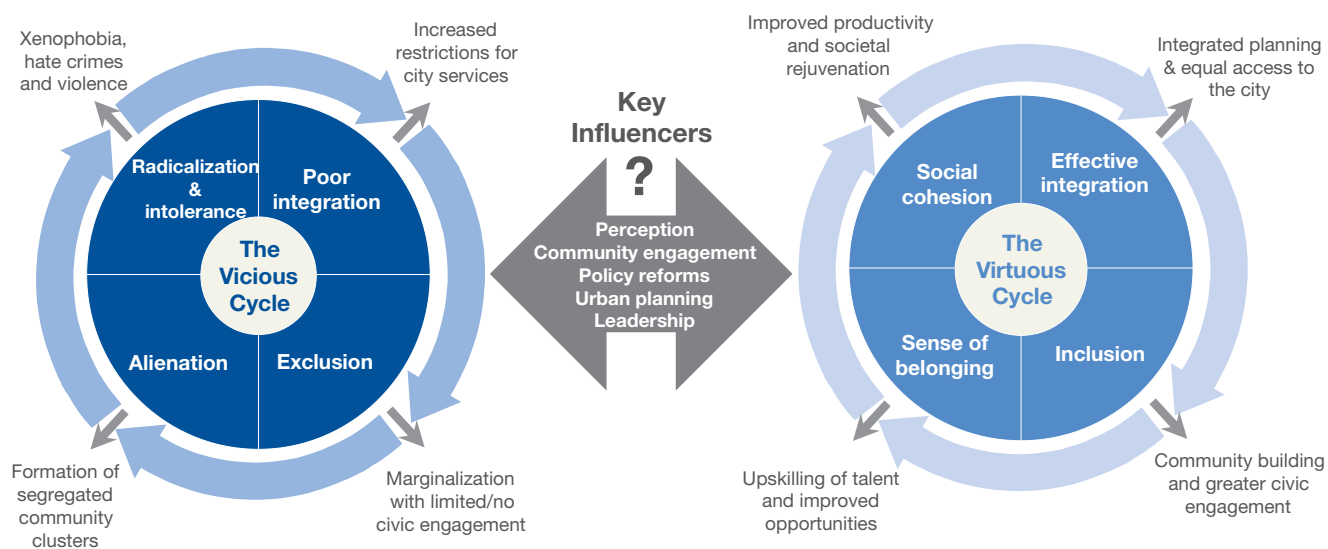 Xenophobia,
hate crimes
and violence
Increased
restrictions for
city services
Radicalization
&
intolerance
Poor
integration
The
Vicious
Cycle
Alienation
Exclusion
Formation of
segregated
community
clusters
Marginalization
with limited/no
civic engagement
Key
Influencers
?
Perception
Community engagement
Policy reforms
Urban planning
Leadership
Improved productivity
and societal
rejuvenation
Integrated planning
& equal access to
the city
Social
cohesion
Effective
integration
The
Virtuous
Cycle
Sense of
belonging
Inclusion
Upskilling of talent
and improved
opportunities
Community building
and greater civic
engagement